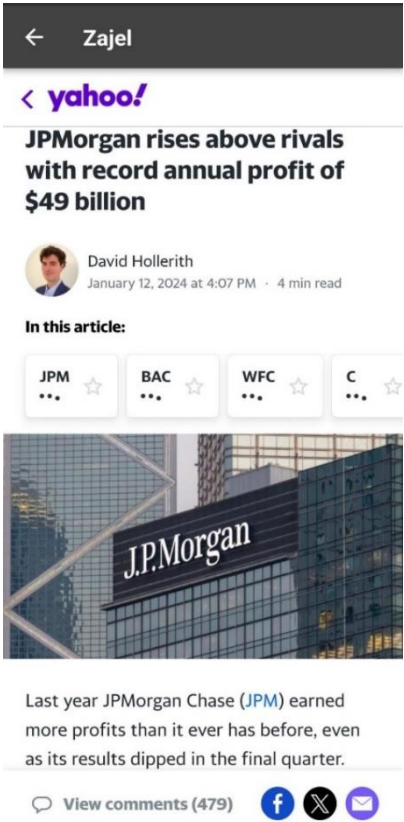 Zajel
yahoo!
JPMorgan rises above rivals
with record annual profit of
$49 billion
David Hollerith
January 12, 2024 at 4:07 PM · 4 min read
In this article:
JPM
BAC
WFC
C
J.P.Morgan
Last year JPMorgan Chase (JPM) earned
more profits than it ever has before, even
as its results dipped in the final quarter.
View comments (479)